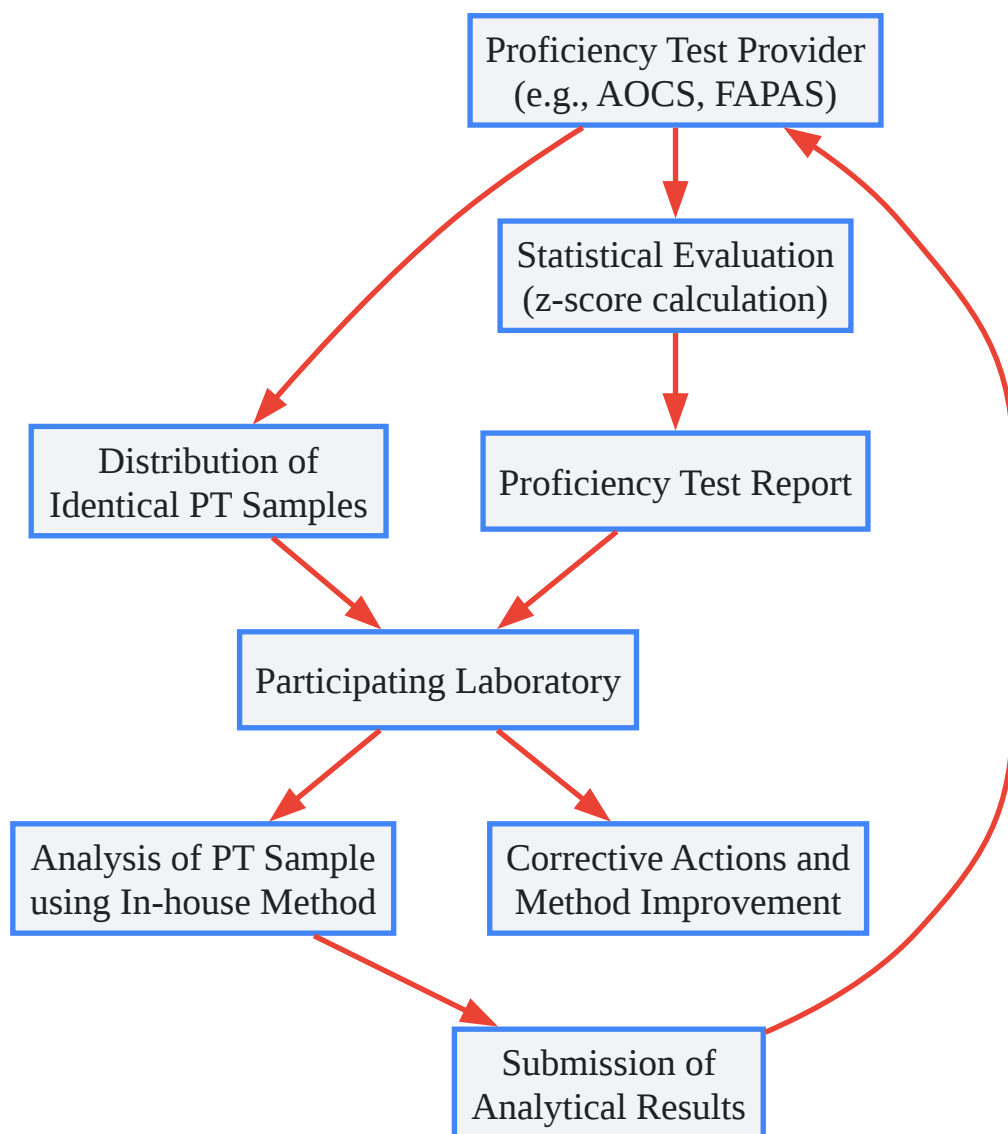 Proficiency Test Provider
(e.g., AOCS, FAPAS)
Statistical Evaluation
(z-score calculation)
Distribution of
Identical PT Samples
Proficiency Test Report
Participating Laboratory
Analysis of PT Sample
using In-house Method
Corrective Actions and
Method Improvement
Submission of
Analytical Results